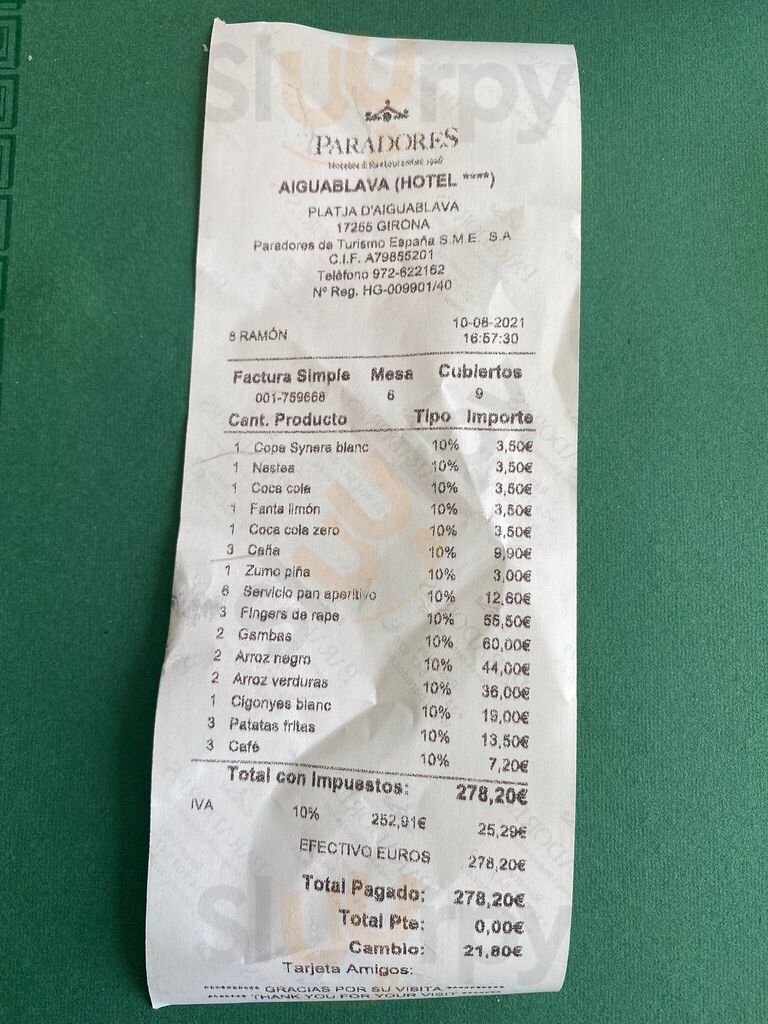 PARADORES
Hoteles & Restaurantes 1928
AIGUABLAVA (HOTEL ****)
PLATJA D'AIGUABLAVA
17255 GIRONA
Paradores de Turismo España S.M.E. S.A
C.I.F. A79855201
Teléfono 972-622162
Nº Reg. HG-009901/40
8 RAMÓN 10-08-2021
16:57:30
Factura Simple Mesa Cubiertos
001-759668 6 9
Cant. Producto Tipo Importe
1 Copa Synera blanc 10% 3,50€
1 Nestea 10% 3,50€
1 Coca cola 10% 3,50€
1 Fanta limón 10% 3,50€
1 Coca cola zero 10% 3,50€
3 Caña 10% 9,90€
1 Zumo piña 10% 3,00€
6 Servicio pan aperitivo 10% 12,60€
3 Fingers de rape 10% 55,50€
2 Gambas 10% 60,00€
2 Arroz negro 10% 44,00€
2 Arroz verduras 10% 36,00€
1 Cigonyes blanc 10% 19,00€
3 Patatas fritas 10% 13,50€
3 Café 10% 7,20€
Total con Impuestos: 278,20€
IVA 10% 252,91€ 25,29€
EFECTIVO EUROS 278,20€
Total Pagado: 278,20€
Total Pte: 0,00€
Cambio: 21,80€
Tarjeta Amigos:
********** GRACIAS POR SU VISITA **********
******* THANK YOU FOR YOUR VISIT *******
Sluurpy
Sluurpy